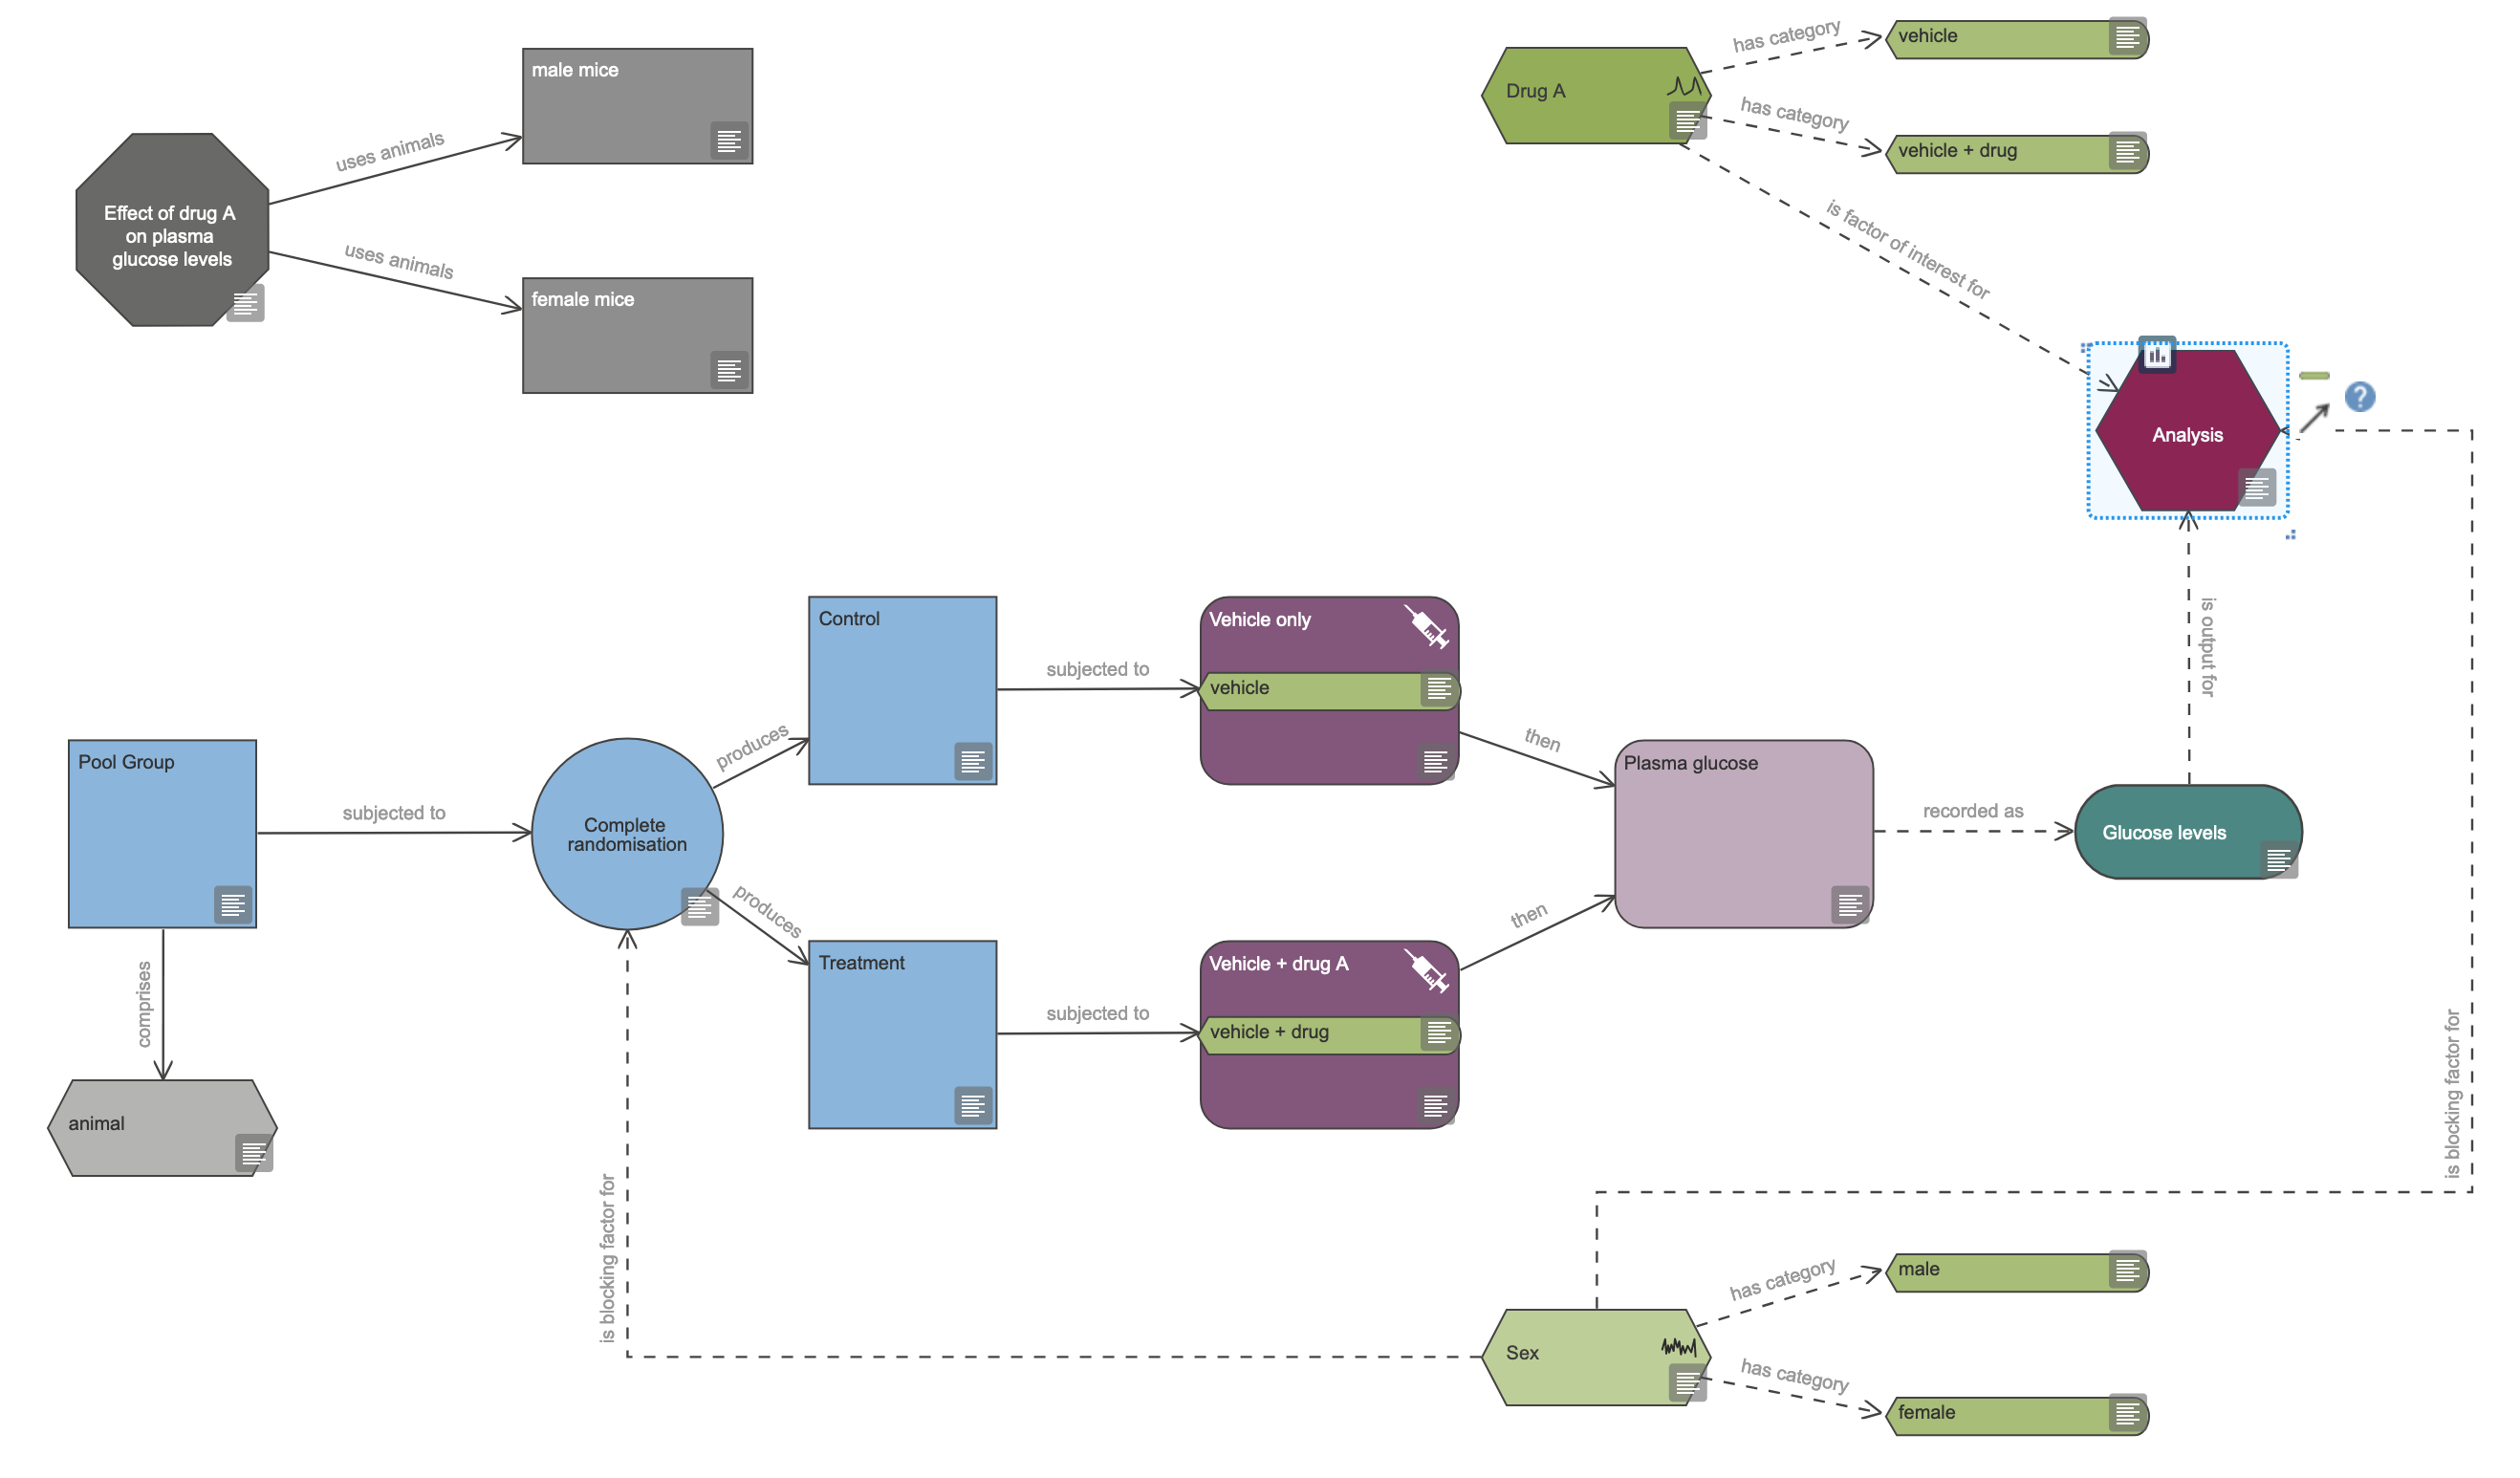 male mice
uses animals
Effect of drug A
on plasma
glucose levels
uses animals
female mice
Drug A
has category
vehicle
has category
vehicle + drug
is factor of interest for
Analysis
?
is output for
Pool Group
subjected to
comprises
animal
Complete
randomisation
produces
Control
subjected to
Vehicle only
vehicle
then
produces
Treatment
subjected to
Vehicle + drug A
vehicle + drug
then
Plasma glucose
recorded as
Glucose levels
is blocking factor for
is blocking factor for
Sex
has category
male
has category
female